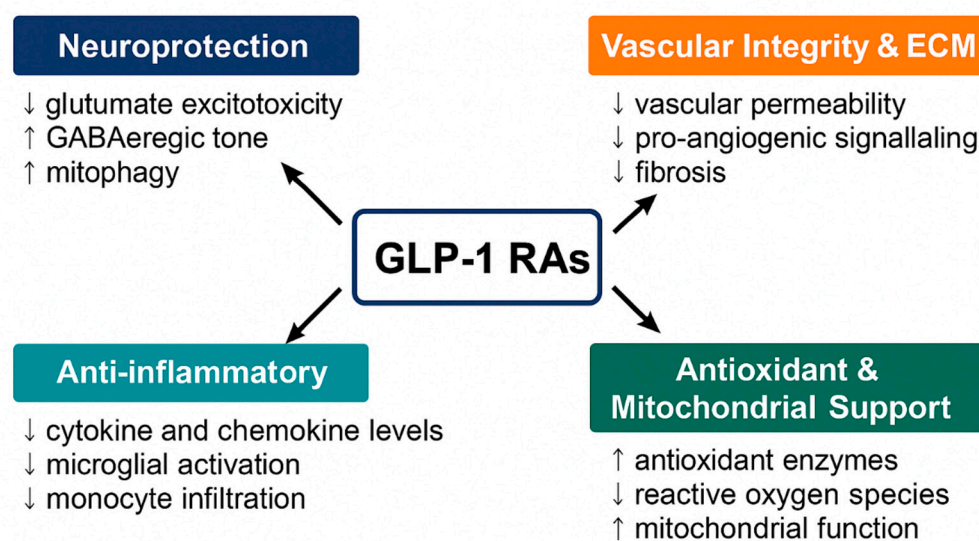 Neuroprotection
↓ glutumate excitotoxicity
↑ GABAeregic tone
↑ mitophagy
Vascular Integrity & ECM
↓ vascular permeability
↓ pro-angiogenic signallaling
↓ fibrosis
GLP-1 RAs
Anti-inflammatory
↓ cytokine and chemokine levels
↓ microglial activation
↓ monocyte infiltration
Antioxidant &
Mitochondrial Support
↑ antioxidant enzymes
↓ reactive oxygen species
↑ mitochondrial function